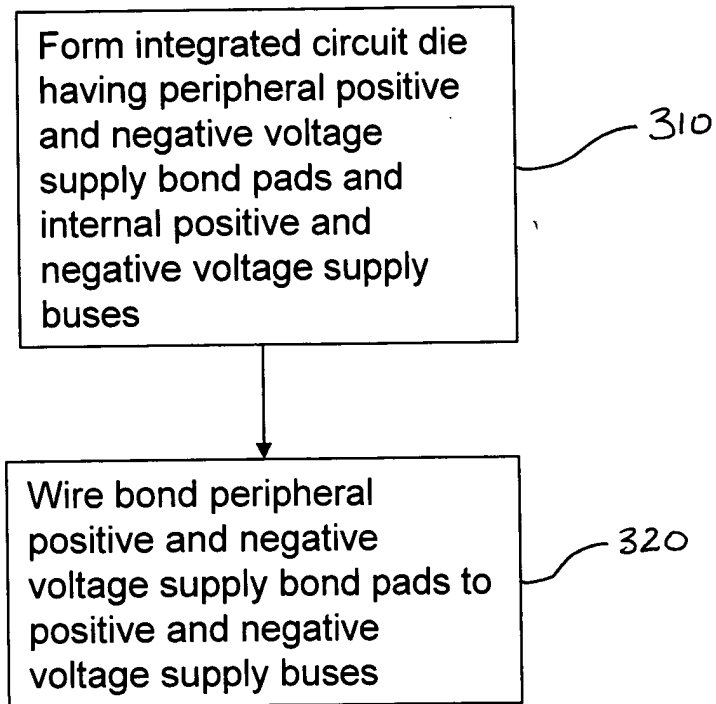 Form integrated circuit die
having peripheral positive
and negative voltage
supply bond pads and
internal positive and
negative voltage supply
buses
310
Wire bond peripheral
positive and negative
voltage supply bond pads to
positive and negative
voltage supply buses
320